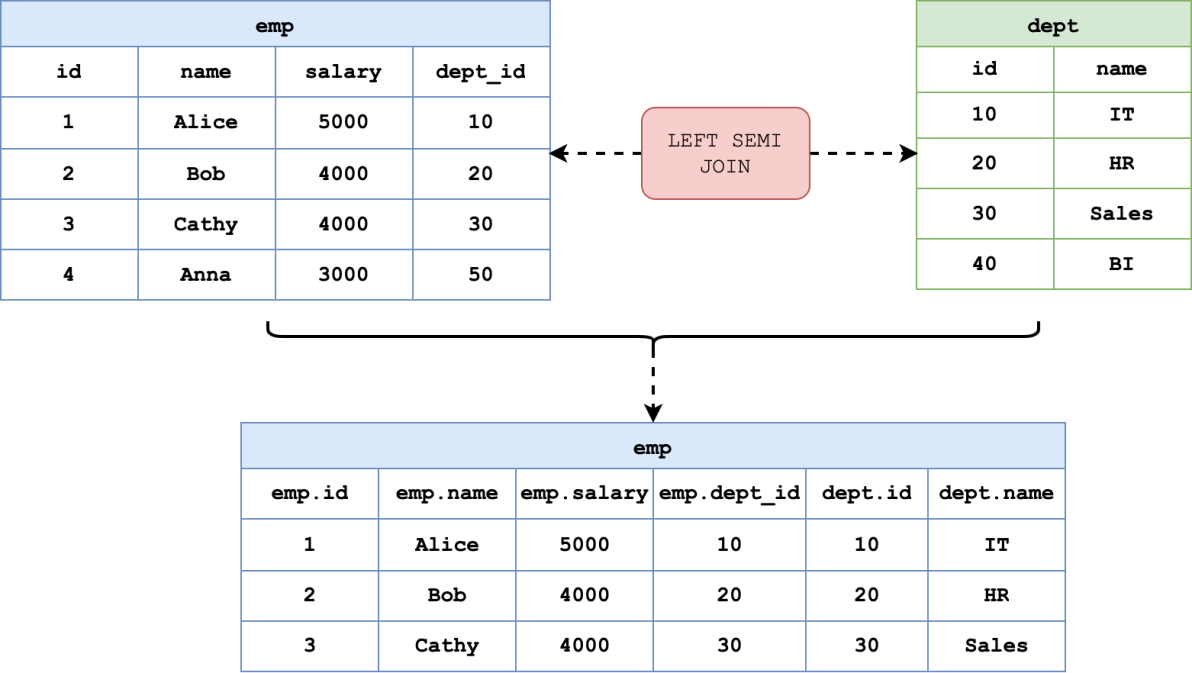 emp
id name salary dept_id
1 Alice 5000 10
2 Bob 4000 20
3 Cathy 4000 30
4 Anna 3000 50
LEFT SEMI
JOIN
dept
id name
10 IT
20 HR
30 Sales
40 BI
emp
emp.id emp.name emp.salary emp.dept_id dept.id dept.name
1 Alice 5000 10 10 IT
2 Bob 4000 20 20 HR
3 Cathy 4000 30 30 Sales